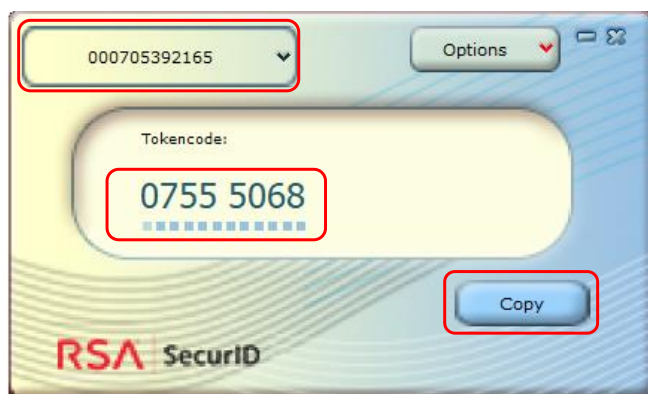 000705392165
Options
Tokencode:
0755 5068
Copy
RSA SecurID